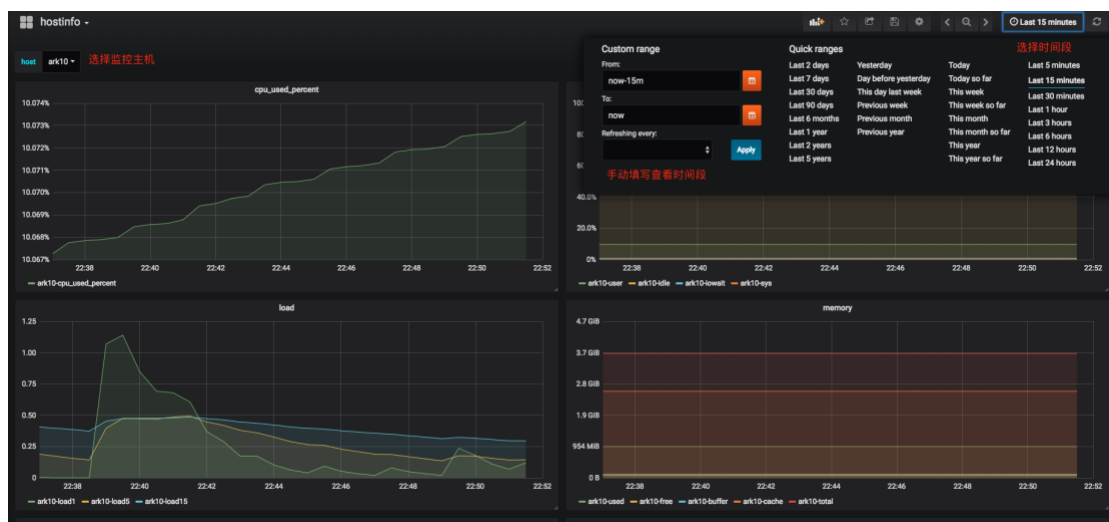 hostinfo
Last 15 minutes
host ark10 选择监控主机
Custom range
From:
now-15m
To:
now
Refreshing every:
Apply
手动填写查看时间段
Quick ranges
选择时间段
Last 2 days Yesterday Today Last 5 minutes
Last 7 days Day before yesterday Today so far Last 15 minutes
Last 30 days This day last week This week Last 30 minutes
Last 90 days Previous week This week so far Last 1 hour
Last 6 months Previous month This month Last 3 hours
Last 1 year Previous year This month so far Last 6 hours
Last 2 years This year Last 12 hours
Last 5 years This year so far Last 24 hours
cpu_used_percent
10.074%
10.073%
10.072%
10.071%
10.070%
10.069%
10.068%
10.067%
22:38 22:40 22:42 22:44 22:46 22:48 22:50 22:52
ark10-cpu_used_percent
40.0%
20.0%
0%
22:38 22:40 22:42 22:44 22:46 22:48 22:50 22:52
ark10-user ark10-idle ark10-iowait ark10-sys
load
1.25
1.00
0.75
0.50
0.25
0
22:38 22:40 22:42 22:44 22:46 22:48 22:50 22:52
ark10-load1 ark10-load5 ark10-load15
memory
4.7 GiB
3.7 GiB
2.8 GiB
1.9 GiB
954 MiB
0 B
22:38 22:40 22:42 22:44 22:46 22:48 22:50 22:52
ark10-used ark10-free ark10-buffer ark10-cache ark10-total